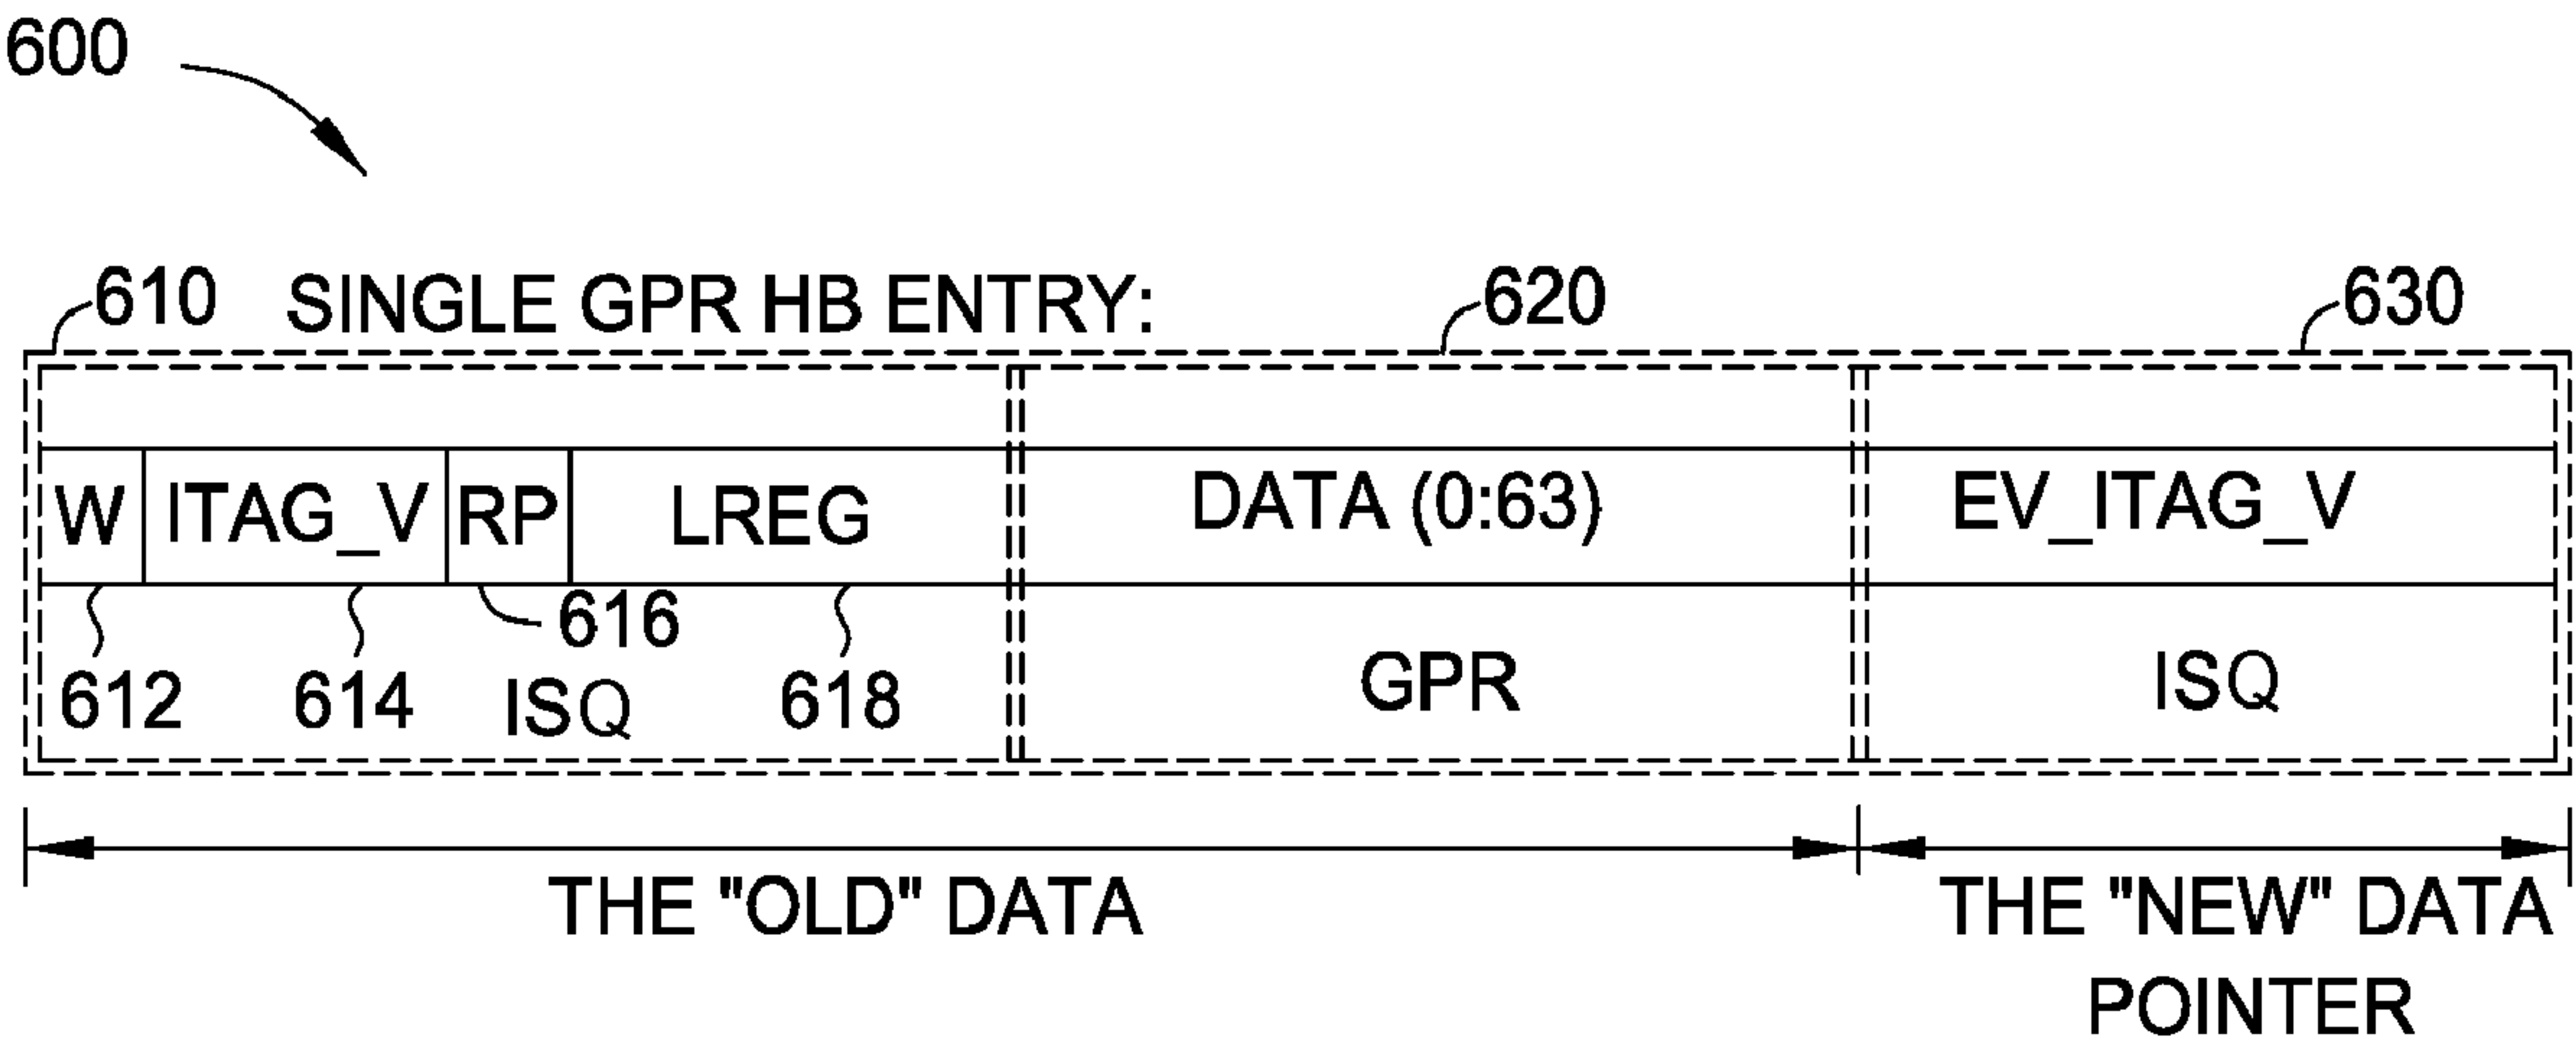 600
610 SINGLE GPR HB ENTRY: 620 630
W ITAG_V RP LREG DATA (0:63) EV_ITAG_V
616
612 614 ISQ 618 GPR ISQ
THE "OLD" DATA THE "NEW" DATA
POINTER